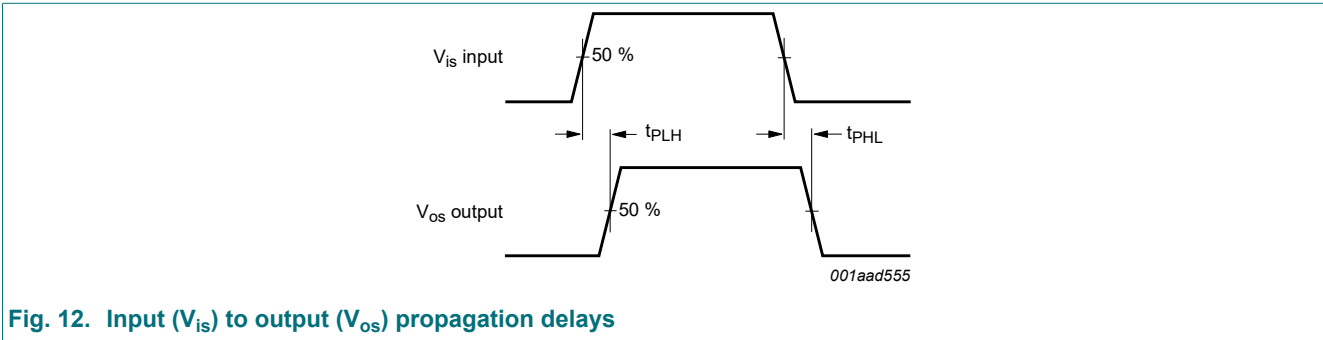 V_is input
50 %
t_PLH
t_PHL
V_os output
50 %
001aad555
Fig. 12. Input (V_is) to output (V_os) propagation delays